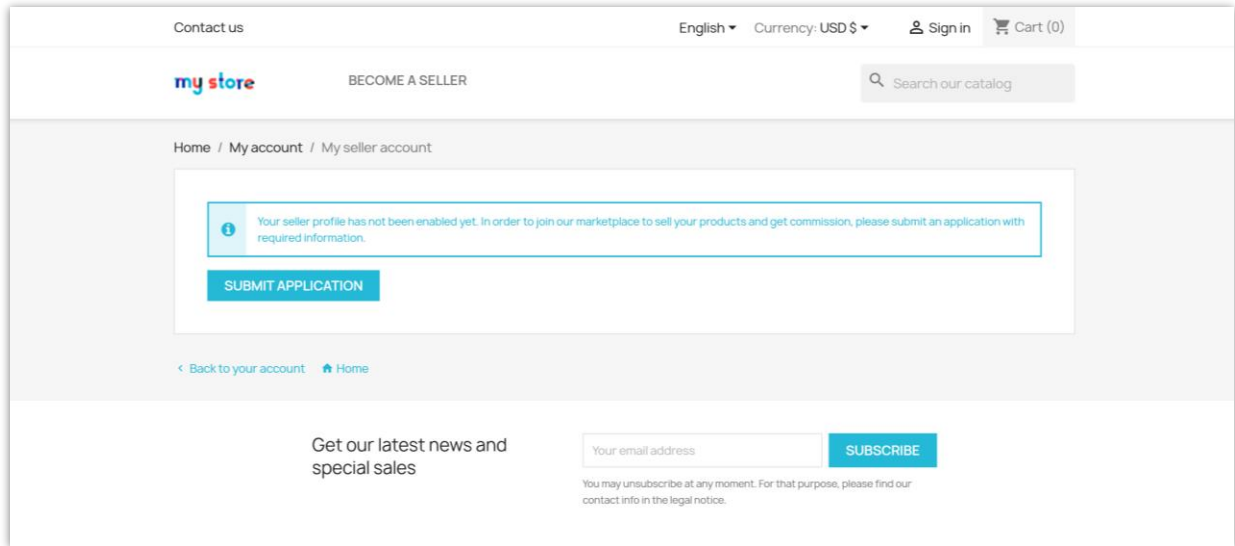 Contact us
English
Currency: USD $
Sign in
Cart (0)
my store
BECOME A SELLER
Search our catalog
Home / My account / My seller account
Your seller profile has not been enabled yet. In order to join our marketplace to sell your products and get commission, please submit an application with
required information.
SUBMIT APPLICATION
Back to your account
Home
Get our latest news and
special sales
Your email address
SUBSCRIBE
You may unsubscribe at any moment. For that purpose, please find our
contact info in the legal notice.